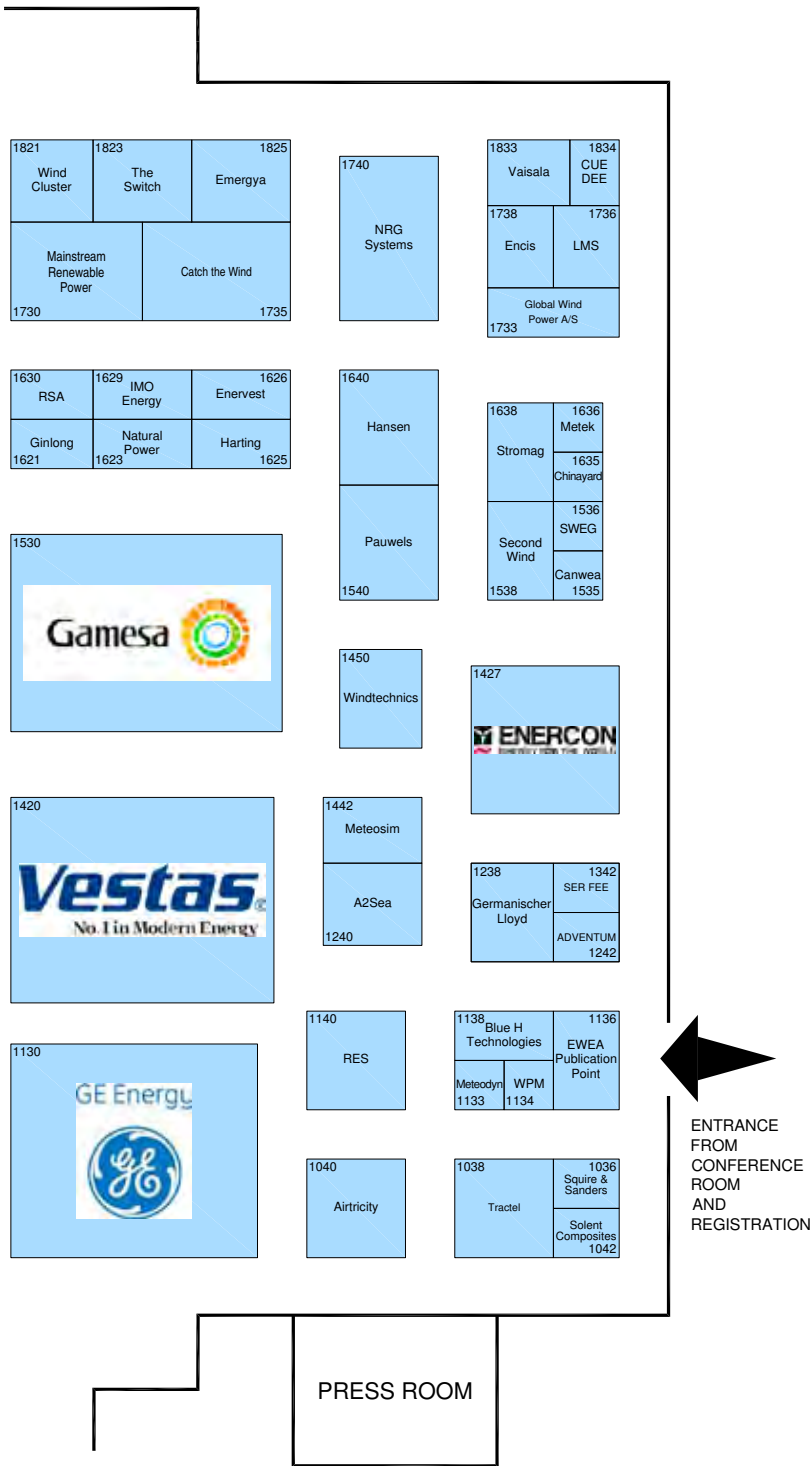 1821
Wind
Cluster
1823
The
Switch
1825
Emergya
Mainstream
Renewable
Power
1730
Catch the Wind
1735
1740
NRG
Systems
1833
Vaisala
1834
CUE
DEE
1738
Encis
1736
LMS
Global Wind
Power A/S
1733
1630
RSA
1629
IMO
Energy
1626
Enervest
Ginlong
1621
Natural
Power
1623
Harting
1625
1640
Hansen
Pauwels
1540
1638
Stromag
1636
Metek
1635
Chinayard
Second
Wind
1538
1536
SWEG
Canwea
1535
1530
Gamesa
1450
Windtechnics
1427
ENERCON
ENERGY FOR THE WORLD
1420
Vestas®
No.1 in Modern Energy
1442
Meteosim
A2Sea
1240
1238
Germanischer
Lloyd
1342
SER FEE
ADVENTUM
1242
1130
GE Energy
GE
1140
RES
1138
Blue H
Technologies
Meteodyn
1133
WPM
1134
1136
EWEA
Publication
Point
ENTRANCE
FROM
CONFERENCE
ROOM
AND
REGISTRATION
1040
Airtricity
1038
Tractel
1036
Squire &
Sanders
Solent
Composites
1042
PRESS ROOM